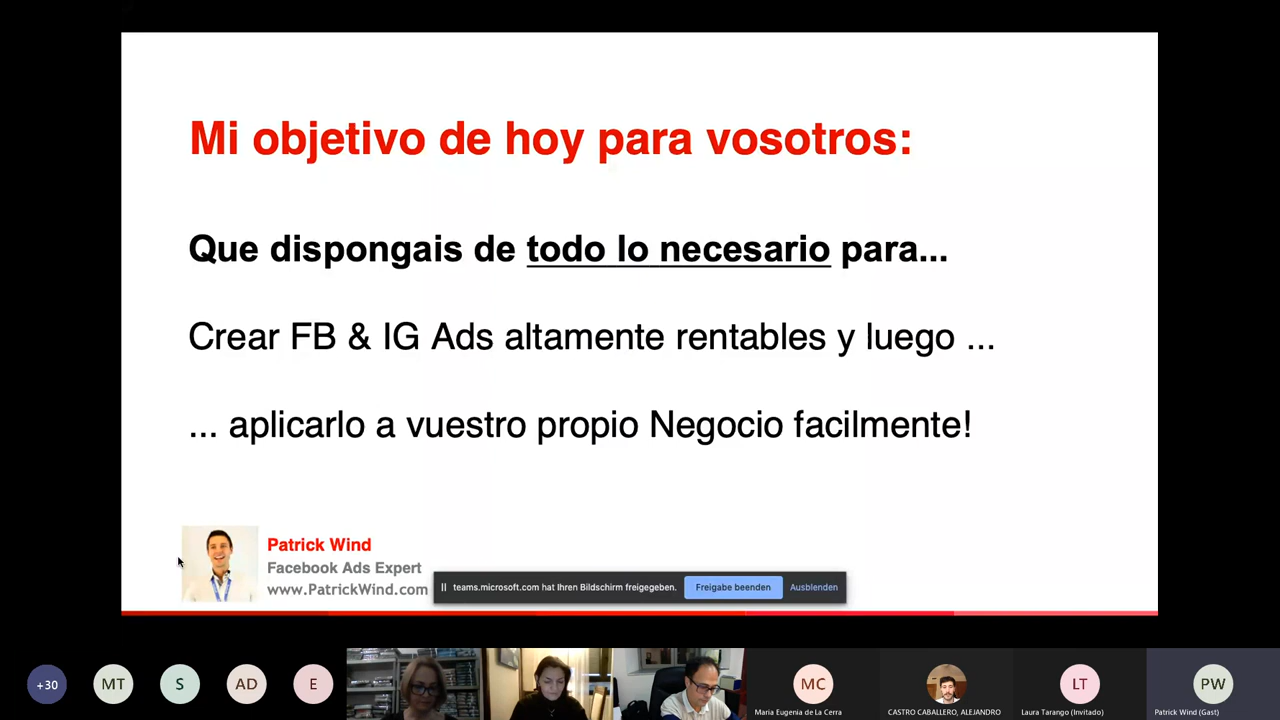 Mi objetivo de hoy para vosotros:
Que dispongais de todo lo necesario para...
Crear FB & IG Ads altamente rentables y luego ...
... aplicarlo a vuestro propio Negocio facilmente!
Patrick Wind
Facebook Ads Expert
www.PatrickWind.com
teams.microsoft.com hat Ihren Bildschirm freigegeben.
Freigabe beenden
Ausblenden
+30
MT
S
AD
E
MC
LT
PW
Maria Eugenia de La Cerra
CASTRO CABALLERO, ALEJANDRO
Laura Tarango (Invitado)
Patrick Wind (Gast)